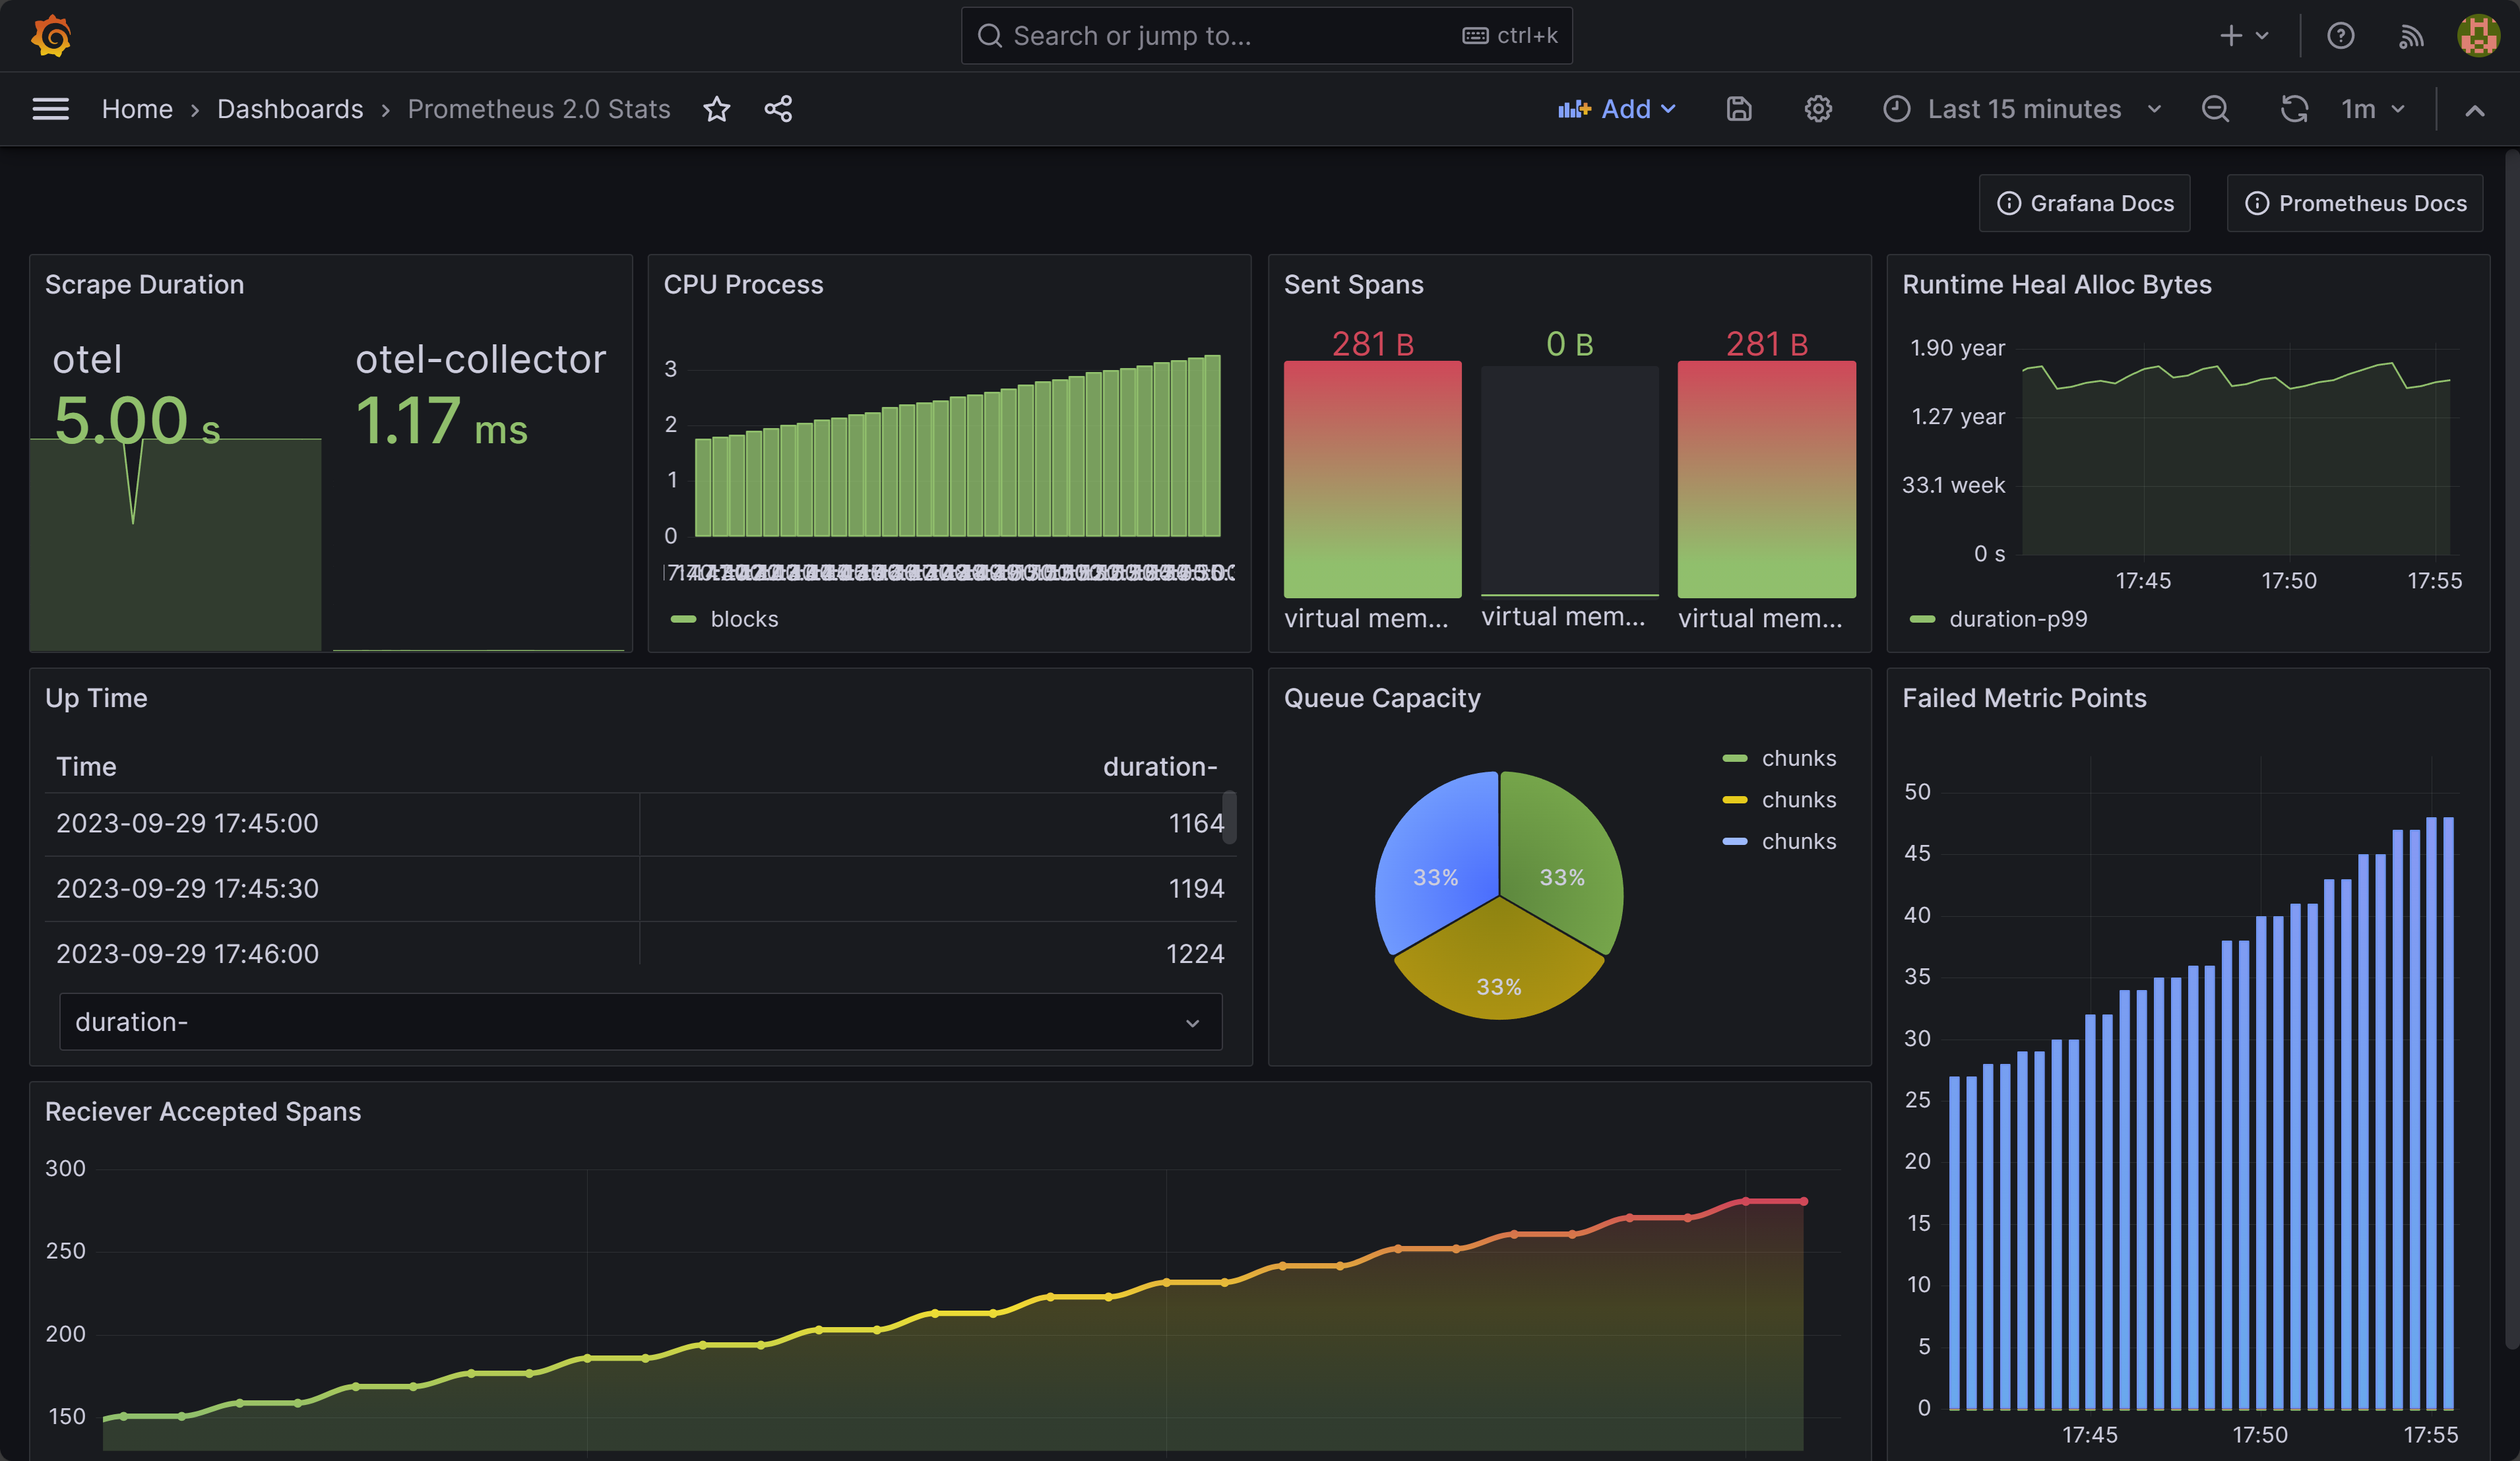 Search or jump to... ctrl+k
Home › Dashboards › Prometheus 2.0 Stats
Add
Last 15 minutes
1m
Grafana Docs
Prometheus Docs
Scrape Duration
otel
5.00 s
otel-collector
1.17 ms
CPU Process
3
2
1
0
blocks
Sent Spans
281 B
0 B
281 B
virtual mem...
virtual mem...
virtual mem...
Runtime Heal Alloc Bytes
1.90 year
1.27 year
33.1 week
0 s
17:45 17:50 17:55
duration-p99
Up Time
Time duration-
2023-09-29 17:45:00 1164
2023-09-29 17:45:30 1194
2023-09-29 17:46:00 1224
duration-
Queue Capacity
chunks
chunks
chunks
33% 33%
33%
Failed Metric Points
50
45
40
35
30
25
20
15
10
5
0
17:45 17:50 17:55
Reciever Accepted Spans
300
250
200
150